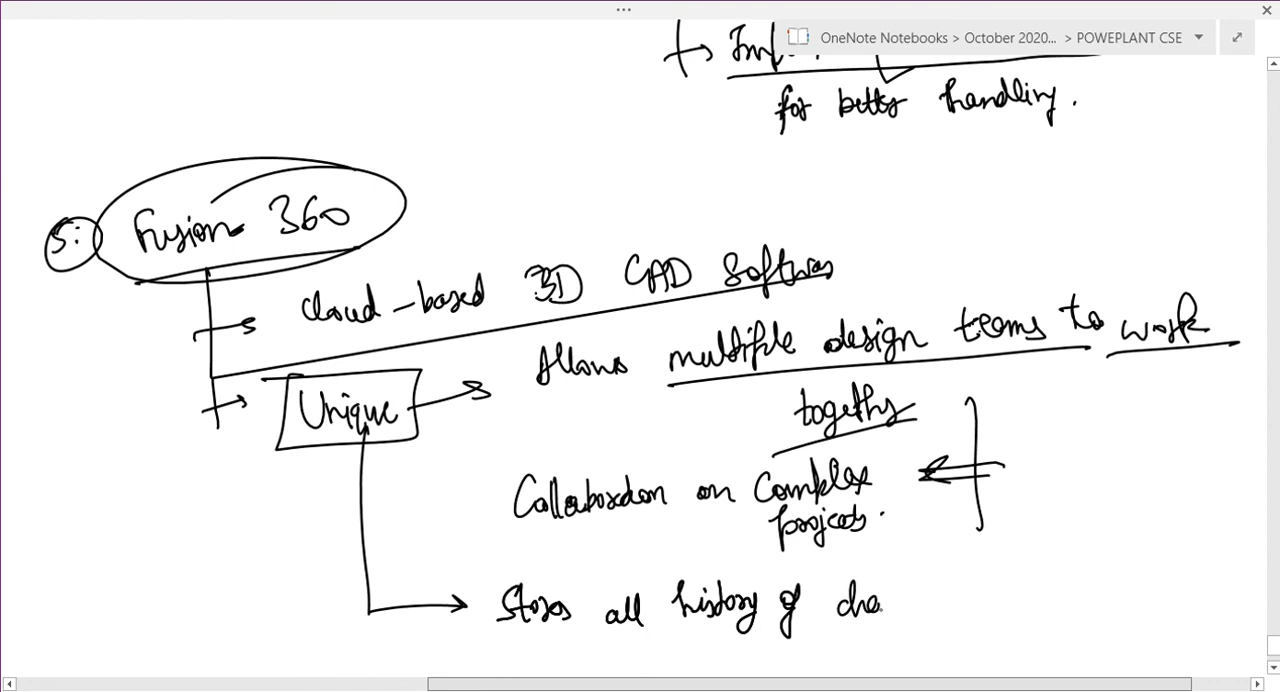 OneNote Notebooks > October 2020... > POWEPLANT CSE
for better handling.
5: Fusion 360
Cloud-based 3D CAD Software
Unique
Allows multiple design teams to work
together
Collaboration on Complex
projects.
Stores all history of cha